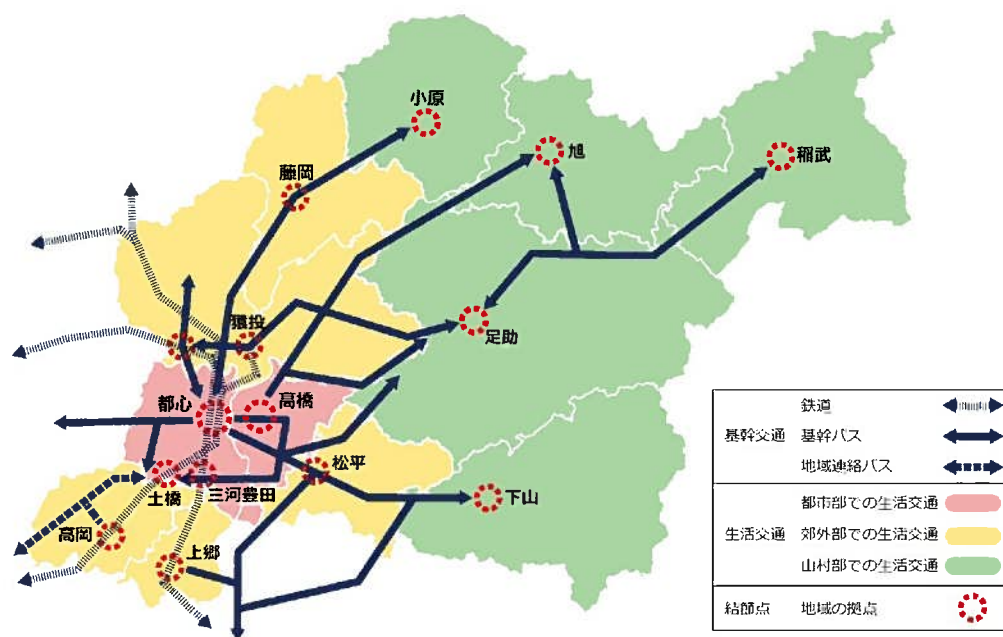 小原
旭
稲武
藤岡
猿投
足助
都心
高橋
松平
土橋
三河豊田
下山
高岡
上郷
鉄道
基幹交通
基幹バス
地域連絡バス
都市部での生活交通
生活交通
郊外部での生活交通
山村部での生活交通
結節点
地域の拠点